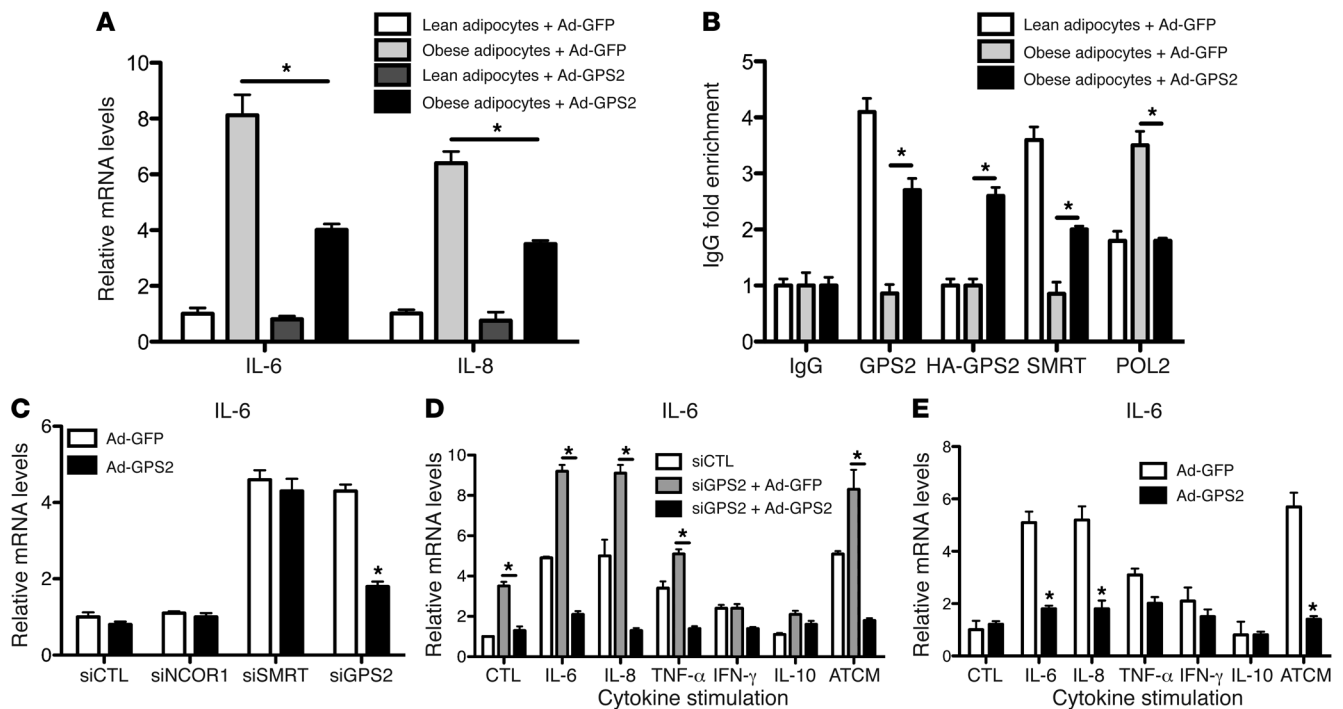 A
Lean adipocytes + Ad-GFP
Obese adipocytes + Ad-GFP
Lean adipocytes + Ad-GPS2
Obese adipocytes + Ad-GPS2
Relative mRNA levels
10
8
6
4
2
0
*
*
IL-6 IL-8
B
Lean adipocytes + Ad-GFP
Obese adipocytes + Ad-GFP
Obese adipocytes + Ad-GPS2
IgG fold enrichment
5
4
3
2
1
0
*
*
*
*
IgG GPS2 HA-GPS2 SMRT POL2
C
IL-6
Ad-GFP
Ad-GPS2
Relative mRNA levels
6
4
2
0
*
siCTL siNCOR1 siSMRT siGPS2
D
IL-6
siCTL
siGPS2 + Ad-GFP
siGPS2 + Ad-GPS2
Relative mRNA levels
10
8
6
4
2
0
*
*
*
*
*
CTL IL-6 IL-8 TNF-α IFN-γ IL-10 ATCM
Cytokine stimulation
E
IL-6
Ad-GFP
Ad-GPS2
Relative mRNA levels
8
6
4
2
0
*
*
*
CTL IL-6 IL-8 TNF-α IFN-γ IL-10 ATCM
Cytokine stimulation